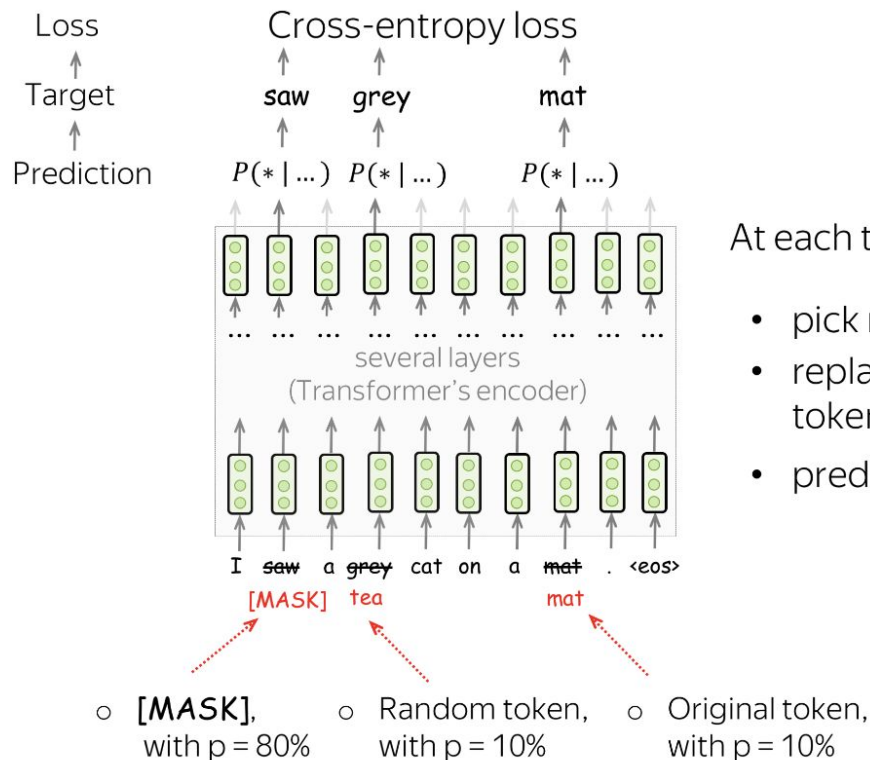 Loss Cross-entropy loss
Target saw grey mat
Prediction P(* | ...) P(* | ...) P(* | ...)
At each t
• pick r
... ... ... ... ... ... ... ... ... ...
• repla
several layers
token
(Transformer's encoder)
• pred
I saw a grey cat on a mat . <eos>
[MASK] tea mat
○ [MASK], ○ Random token, ○ Original token,
with p = 80% with p = 10% with p = 10%